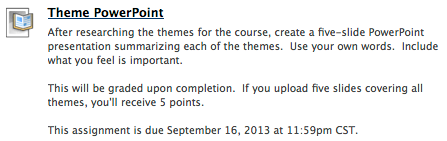 Theme PowerPoint
After researching the themes for the course, create a five-slide PowerPoint
presentation summarizing each of the themes.  Use your own words.  Include
what you feel is important.
This will be graded upon completion.  If you upload five slides covering all
themes, you'll receive 5 points.
This assignment is due September 16, 2013 at 11:59pm CST.